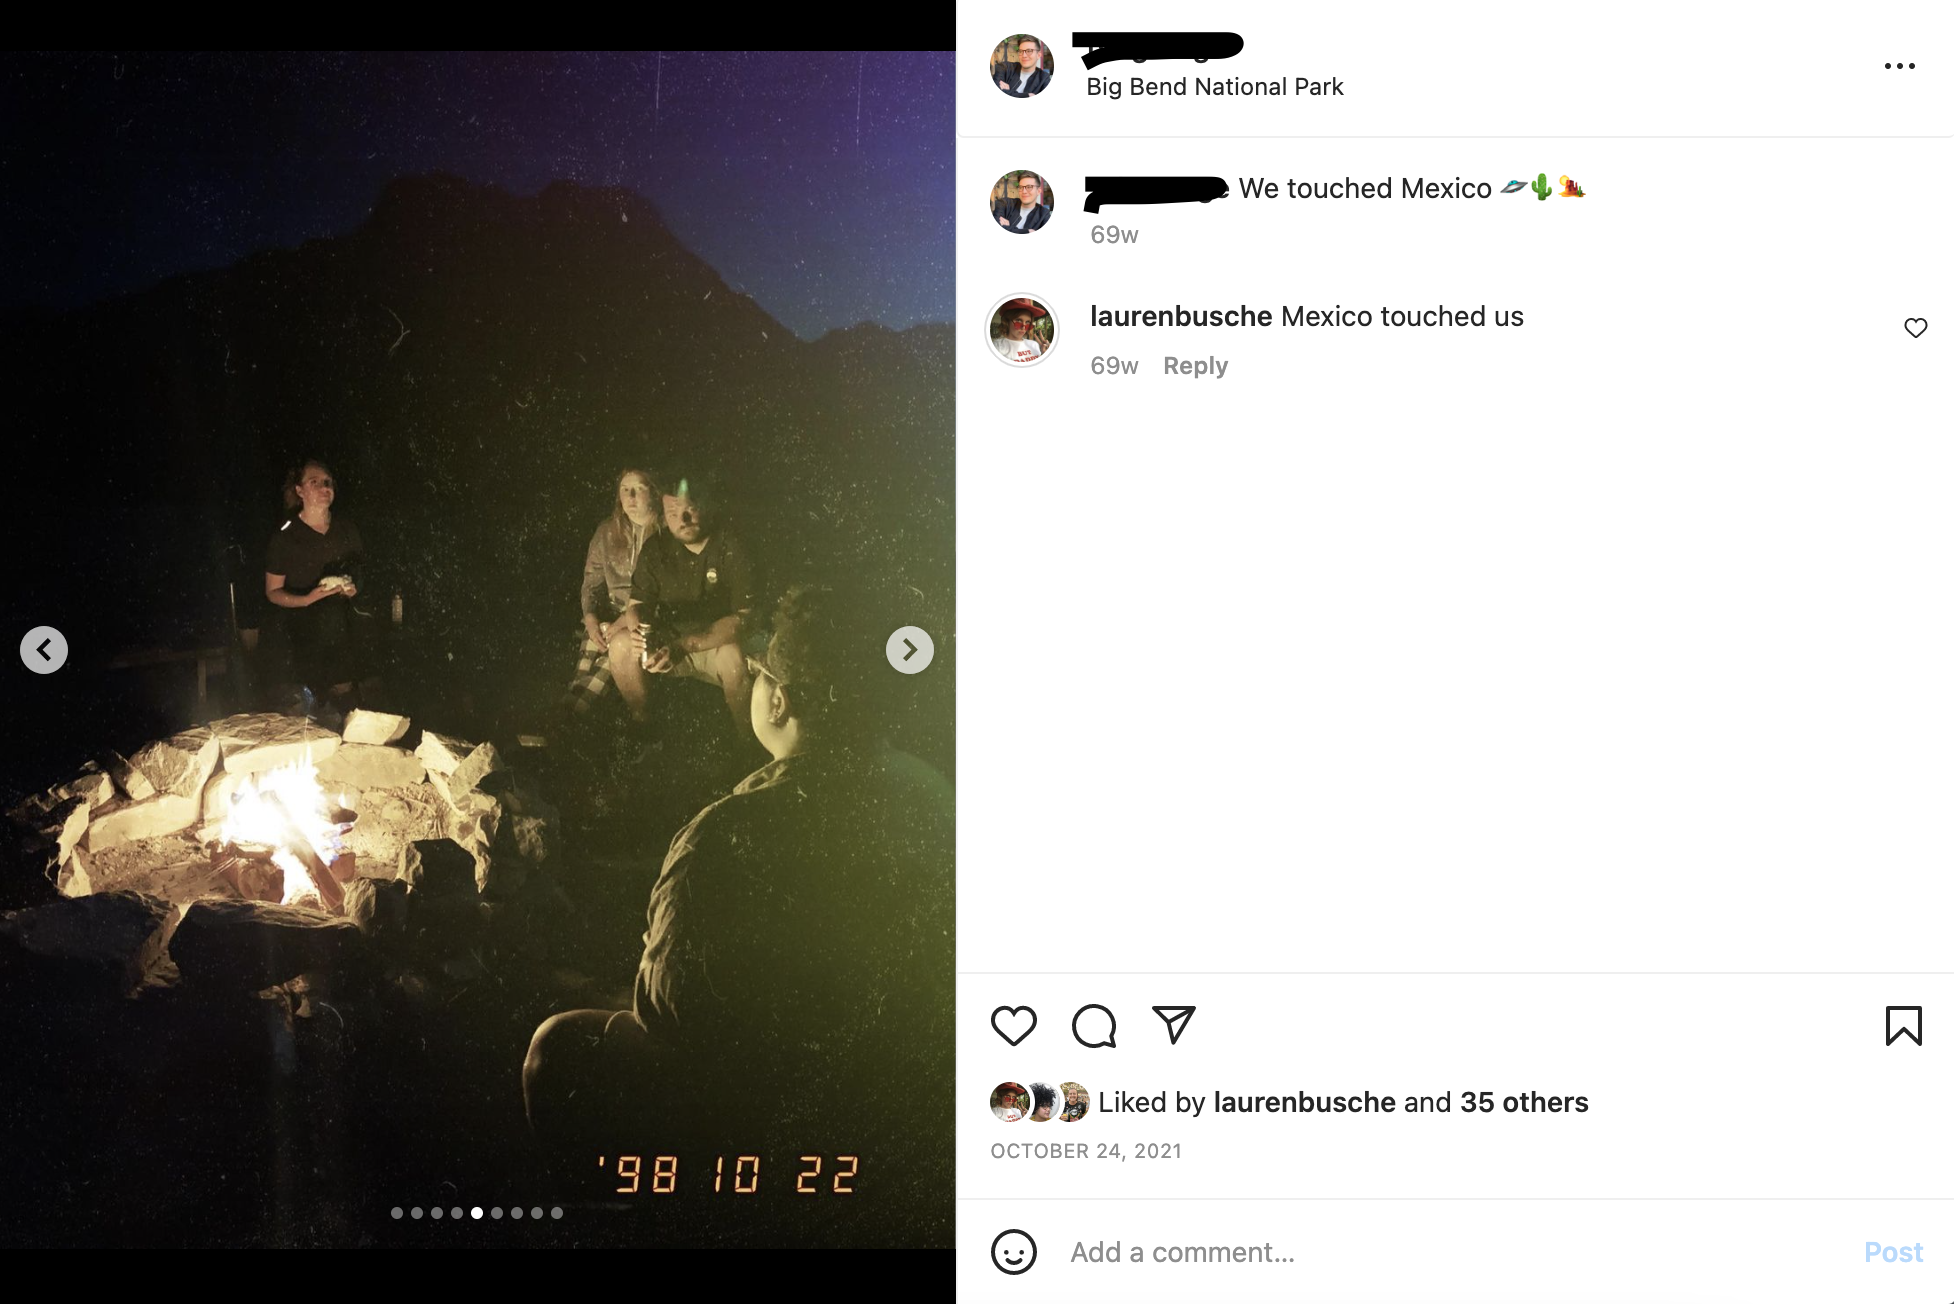 Big Bend National Park
We touched Mexico 🛸🌵🏜️
69w
laurenbusche Mexico touched us
69w Reply
Liked by laurenbusche and 35 others
OCTOBER 24, 2021
'98 10 22
Add a comment... Post